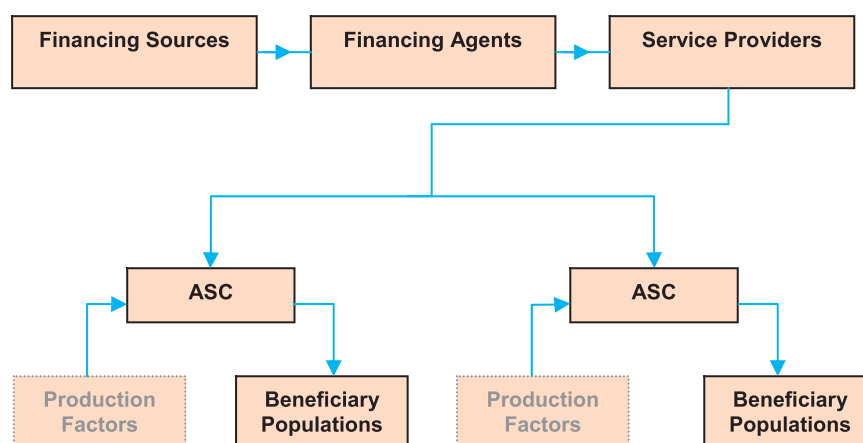 Financing Sources
Financing Agents
Service Providers
ASC
ASC
Production
Factors
Beneficiary
Populations
Production
Factors
Beneficiary
Populations